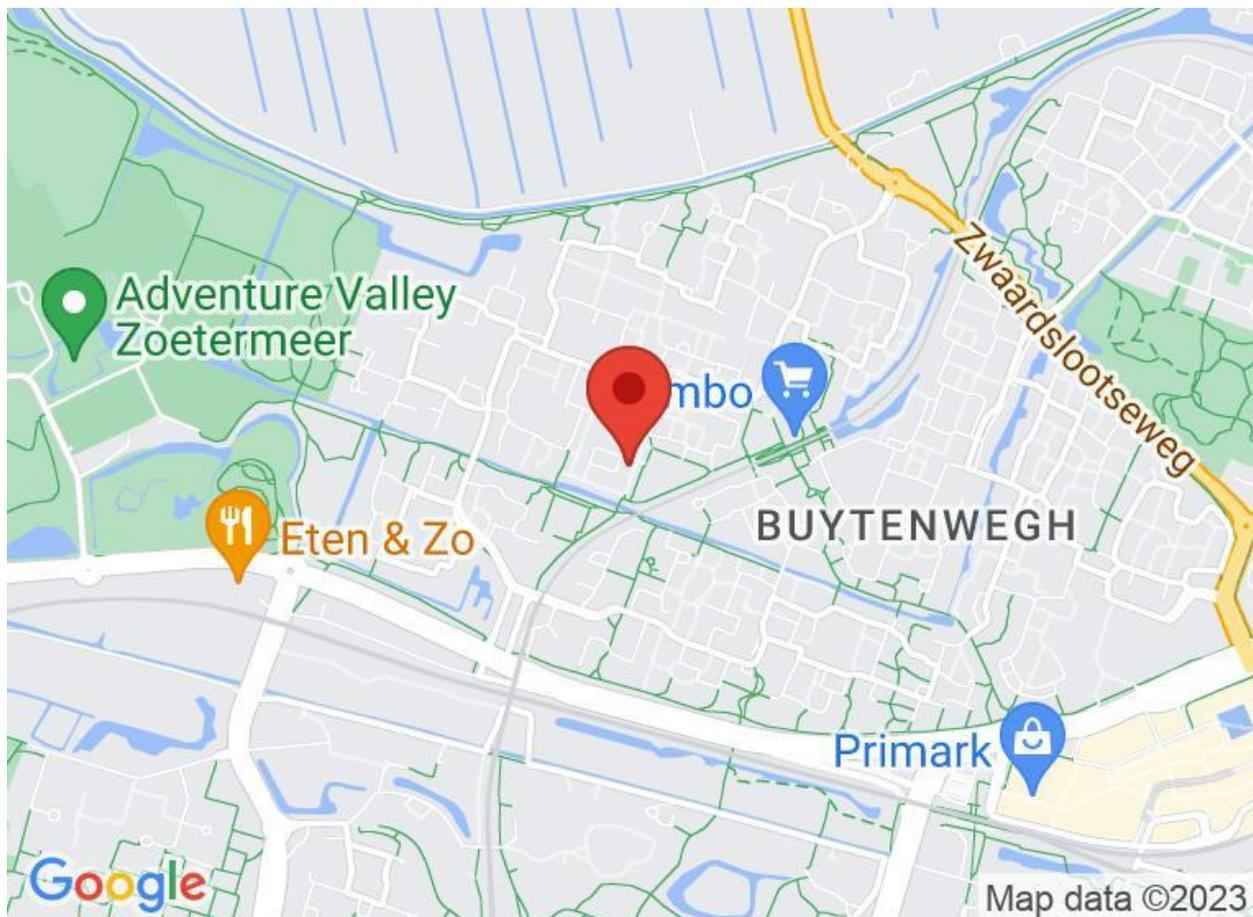 Zwaardslootseweg
Adventure Valley
Zoetermeer
mbo
BUYTENWEGH
Eten & Zo
Primark
Google
Map data ©2023